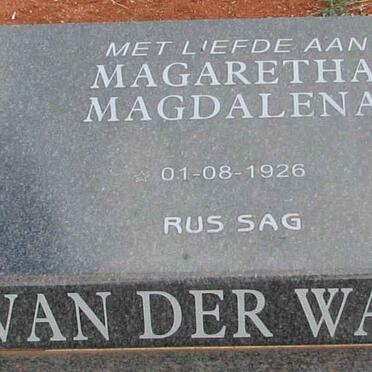 MET LIEFDE AAN
MAGARETHA
MAGDALENA
☆ 01-08-1926
RUS SAG
VAN DER WA